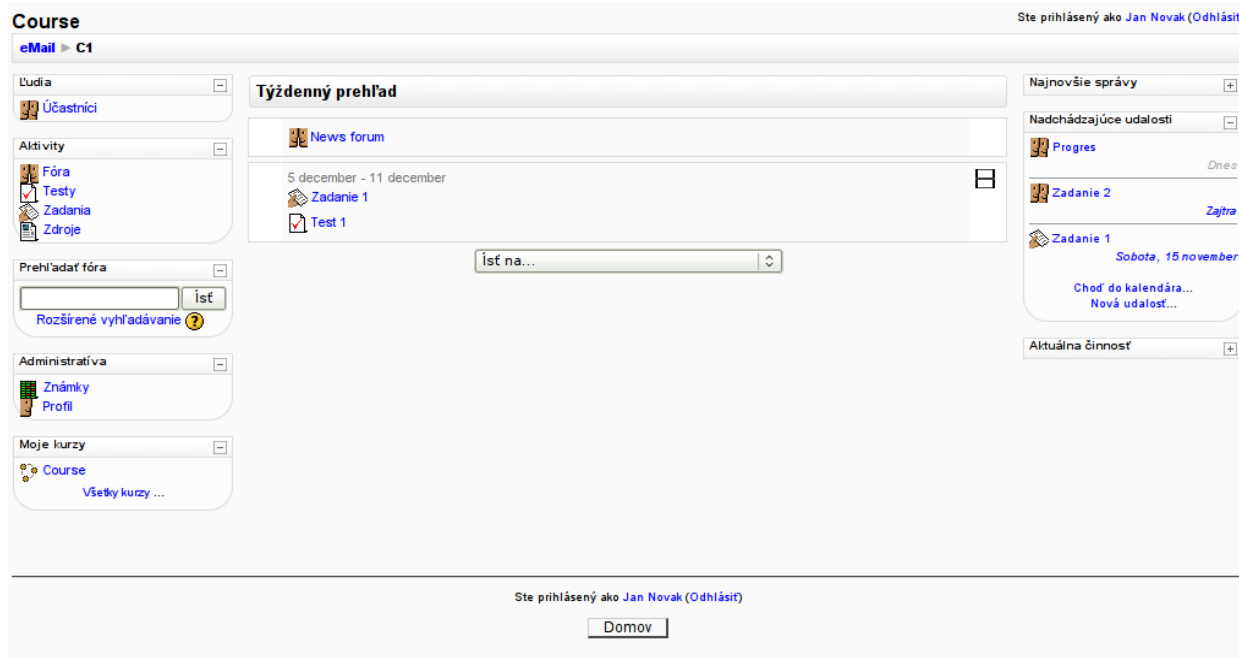 Course
Ste prihlásený ako Jan Novak (Odhlásiť
eMail ► C1
Ľudia
Účastníci
Aktivity
Fóra
Testy
Zadania
Zdroje
Prehľadať fóra
Ísť
Rozšírené vyhľadávanie ?
Administratíva
Známky
Profil
Moje kurzy
Course
Všetky kurzy ...
Týždenný prehľad
News forum
5 december - 11 december
Zadanie 1
Test 1
Ísť na...
Najnovšie správy
Nadchádzajúce udalosti
Progres
Dnes
Zadanie 2
Zajtra
Zadanie 1
Sobota, 15 november
Choď do kalendára...
Nová udalosť...
Aktuálna činnosť
Ste prihlásený ako Jan Novak (Odhlásiť)
Domov